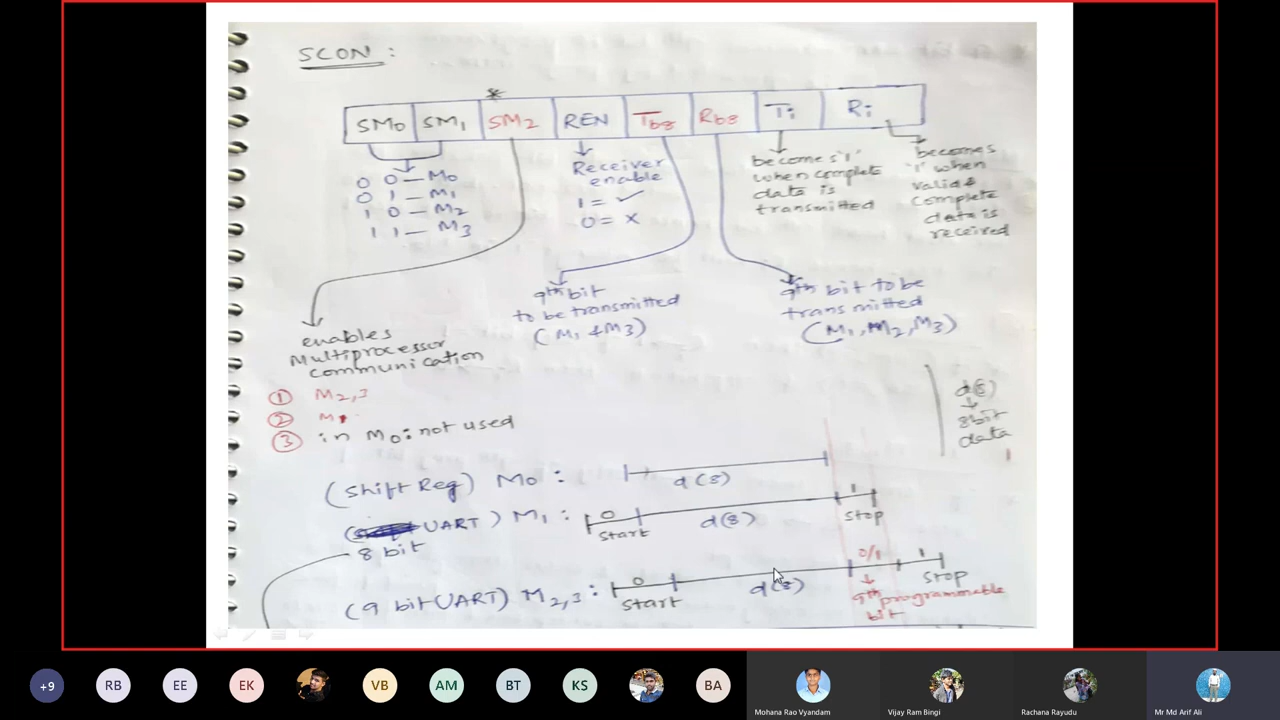 SCON :
*
SM0 SM1 SM2 REN Tb8 Rb8 Ti Ri
0 0 — M0
0 1 — M1
1 0 — M2
1 1 — M3
Receiver
enable
1 = ✓
0 = ×
becomes '1'
when complete
data is
transmitted
becomes
'1' when
valid &
complete
data is
received
enables
Multiprocessor
communication
9th bit
to be transmitted
(M1 & M3)
9th bit to be
transmitted
(M1, M2, M3)
① M2,3
② M1
③ in M0: not used
d(8)
8bit
data
(Shift Reg) M0 : d(8)
UART) M1 : 0 d(8) 1
start stop
8 bit
(9 bit UART) M2,3 : 0 d(8) 0/1 1
start stop
9th programmable
bit
+9 RB EE EK VB AM BT KS BA
Mohana Rao Vyandam Vijay Ram Bingi Rachana Rayudu Mr Md Arif Ali